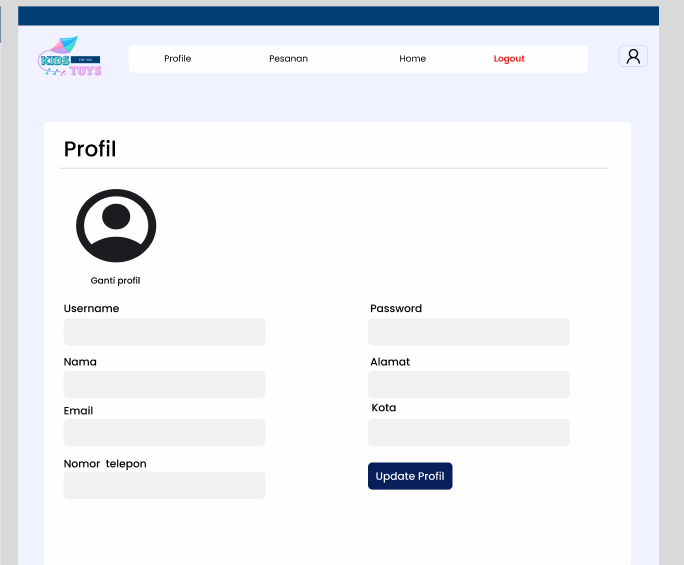 KIDS
TOYS
Profile
Pesanan
Home
Logout
Profil
Ganti profil
Username
Password
Nama
Alamat
Email
Kota
Nomor telepon
Update Profil